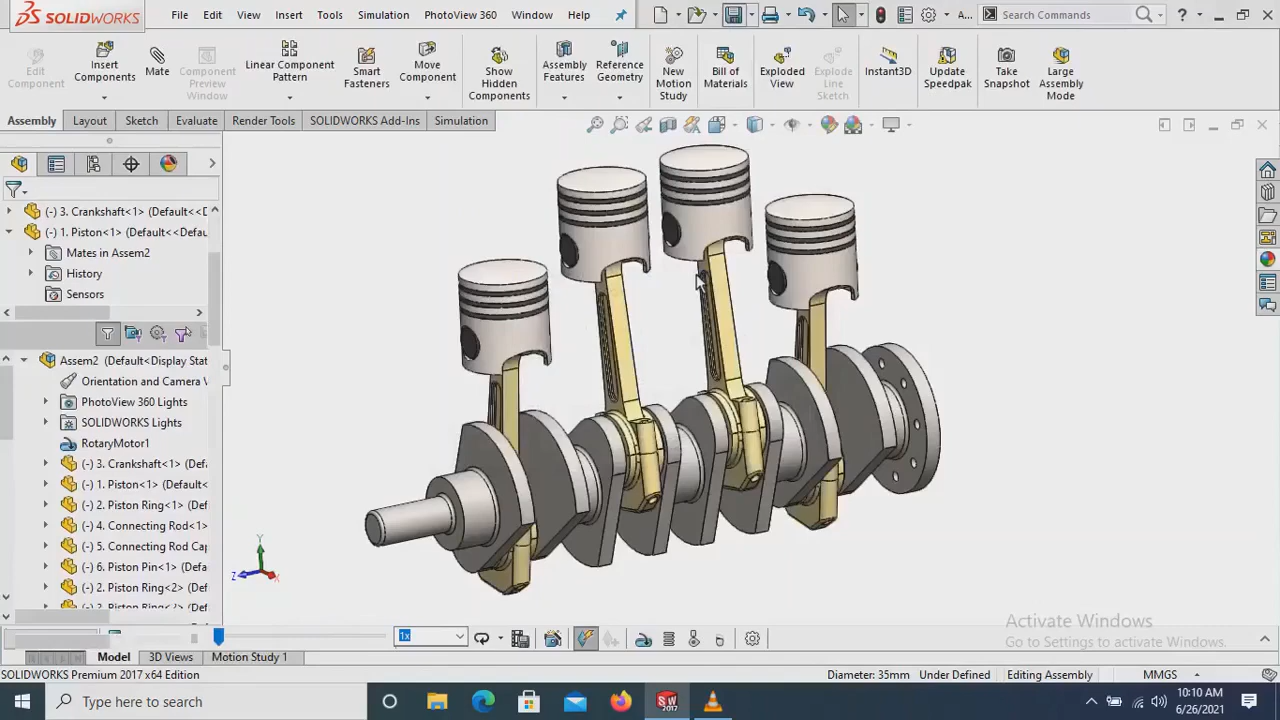 SOLIDWORKS
File Edit View Insert Tools Simulation PhotoView 360 Window Help
A...
Search Commands
?
Edit Component
Insert Components
Mate
Component Preview Window
Linear Component Pattern
Smart Fasteners
Move Component
Show Hidden Components
Assembly Features
Reference Geometry
New Motion Study
Bill of Materials
Exploded View
Explode Line Sketch
Instant3D
Update Speedpak
Take Snapshot
Large Assembly Mode
Assembly Layout Sketch Evaluate Render Tools SOLIDWORKS Add-Ins Simulation
(-) 3. Crankshaft<1> (Default<<D
(-) 1. Piston<1> (Default<<Defau
Mates in Assem2
History
Sensors
Assem2 (Default<Display Stat
Orientation and Camera V
PhotoView 360 Lights
SOLIDWORKS Lights
RotaryMotor1
(-) 3. Crankshaft<1> (Def
(-) 1. Piston<1> (Default<
(-) 2. Piston Ring<1> (Def
(-) 4. Connecting Rod<1>
(-) 5. Connecting Rod Cap
(-) 6. Piston Pin<1> (Defa
(-) 2. Piston Ring<2> (Def
(-) 2. Piston Ring<3> (Def
Y
Z
X
Activate Windows
Go to Settings to activate Windows.
1x
Model 3D Views Motion Study 1
SOLIDWORKS Premium 2017 x64 Edition
Diameter: 35mm Under Defined Editing Assembly MMGS
Type here to search
SW
2017
10:10 AM
6/26/2021